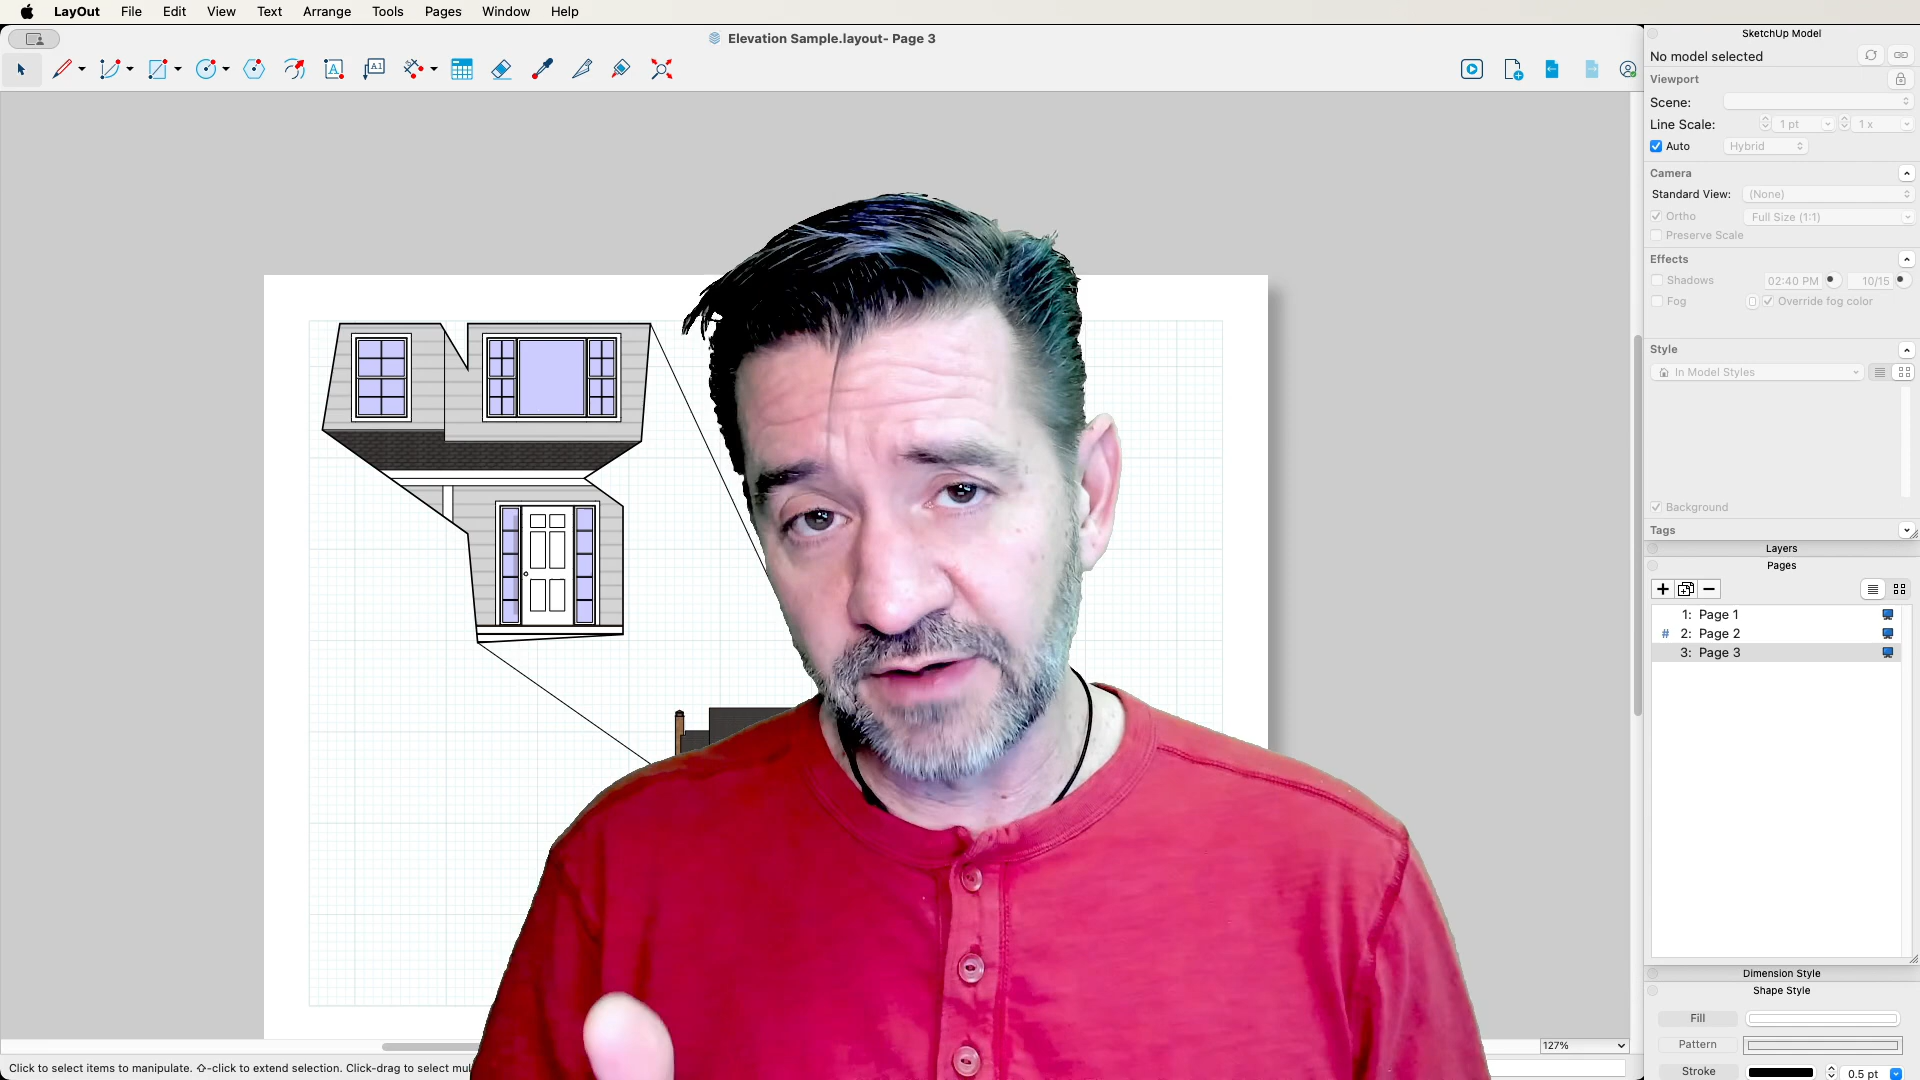 LayOut File Edit View Text Arrange Tools Pages Window Help
Elevation Sample.layout- Page 3
A
A1
SketchUp Model
No model selected
Viewport
Scene:
Line Scale: 1 pt 1 x
Auto Hybrid
Camera
Standard View: (None)
Ortho Full Size (1:1)
Preserve Scale
Effects
Shadows 02:40 PM 10/15
Fog Override fog color
Style
In Model Styles
Background
Tags
Layers
Pages
1: Page 1
# 2: Page 2
3: Page 3
Dimension Style
Shape Style
Fill
Pattern
Stroke 0.5 pt
127%
Click to select items to manipulate. ⇧-click to extend selection. Click-drag to select mul